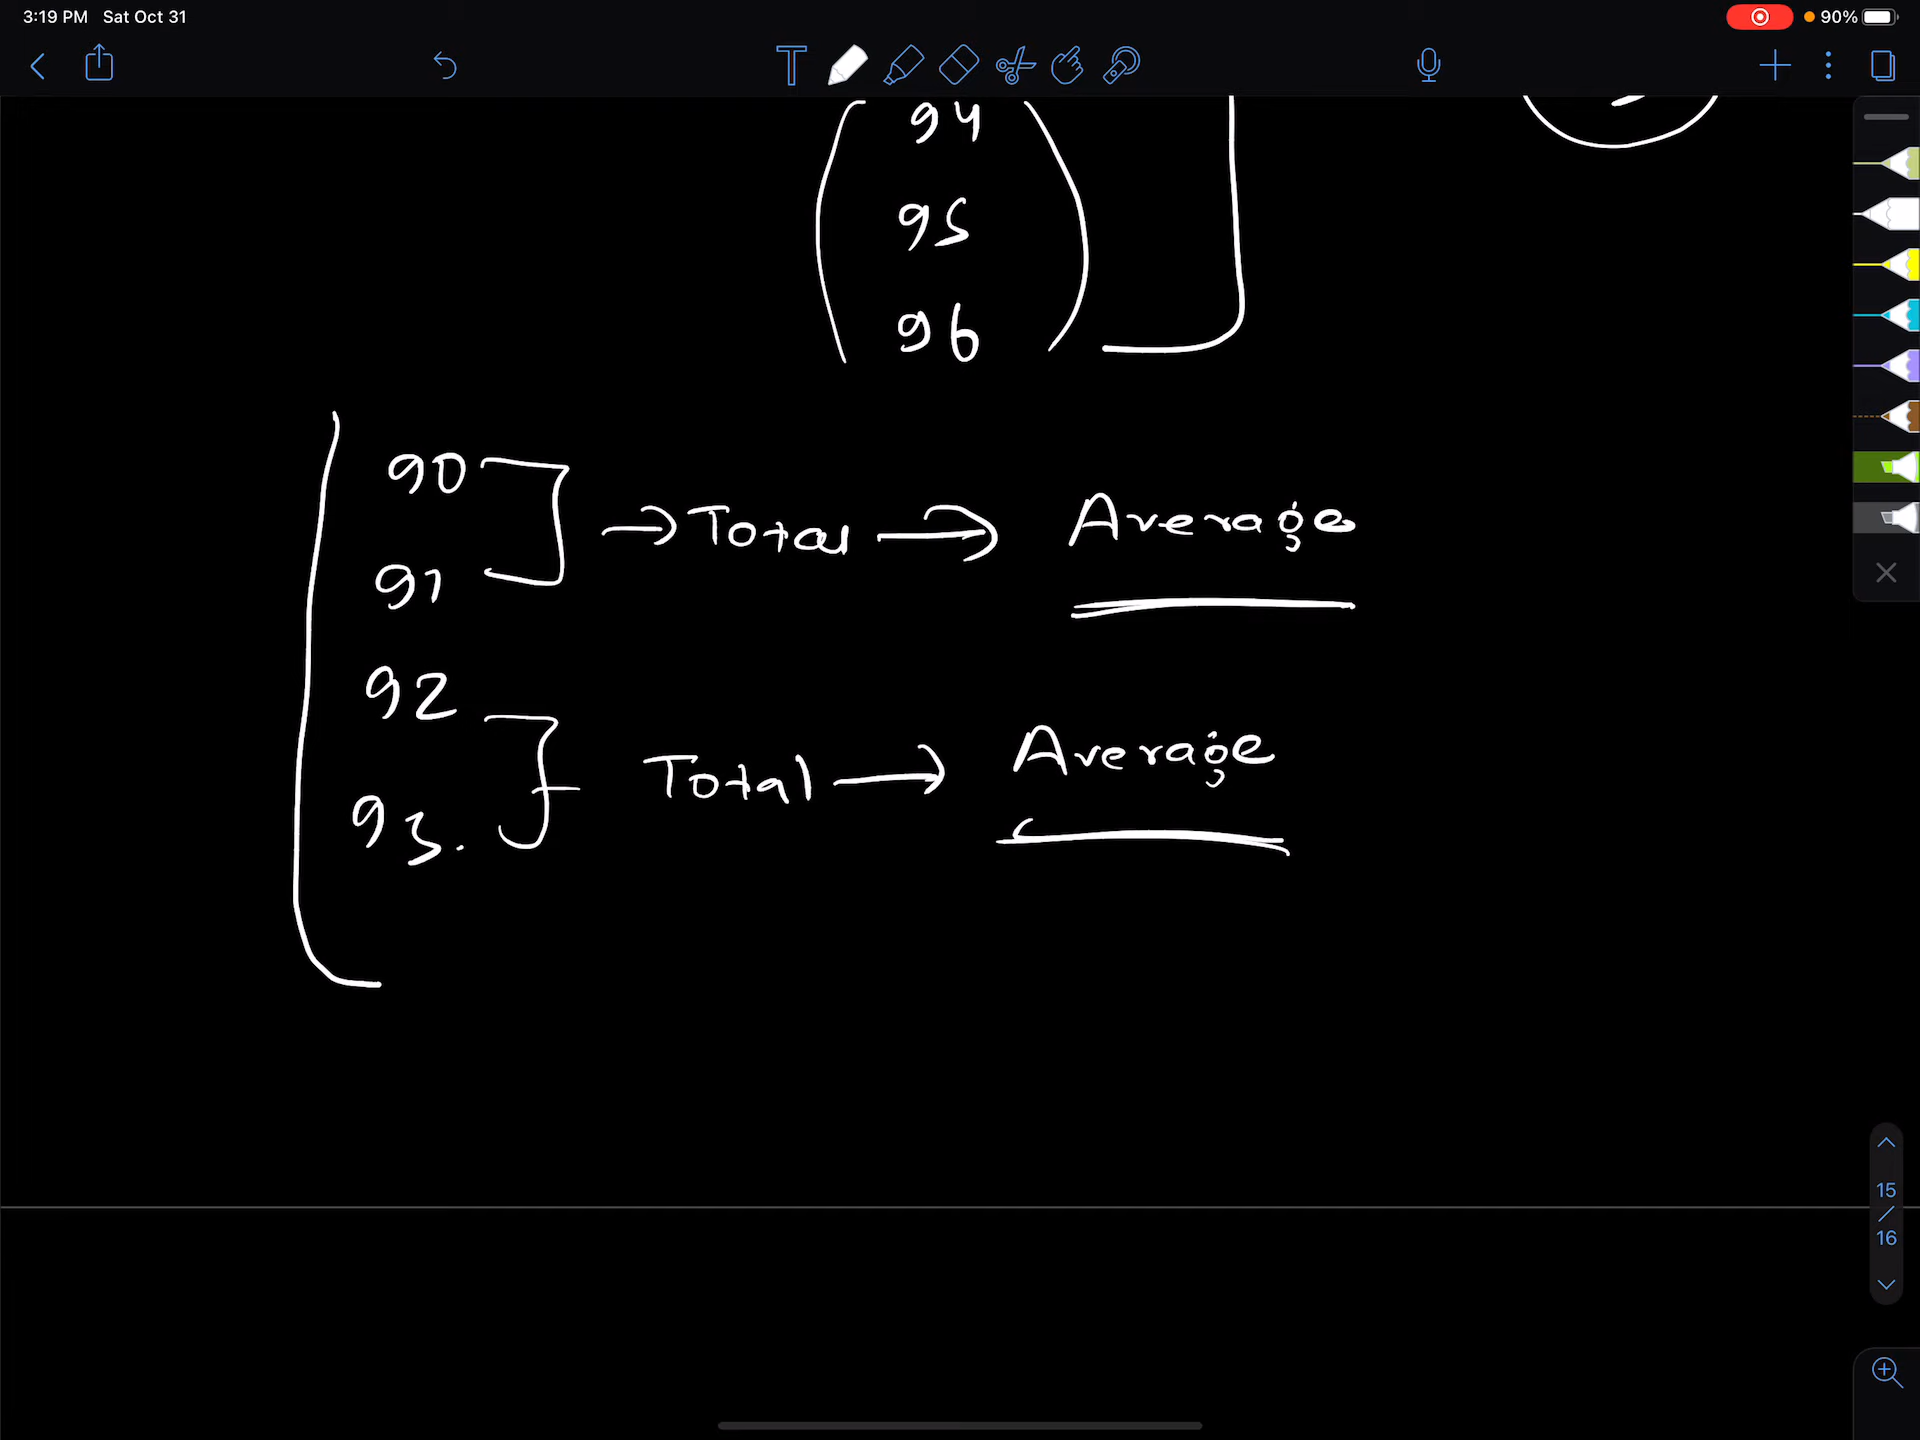 3:19 PM Sat Oct 31
90%
T
94
95
96
90
91
→ Total → Average
92
93.
Total → Average
15
/
16